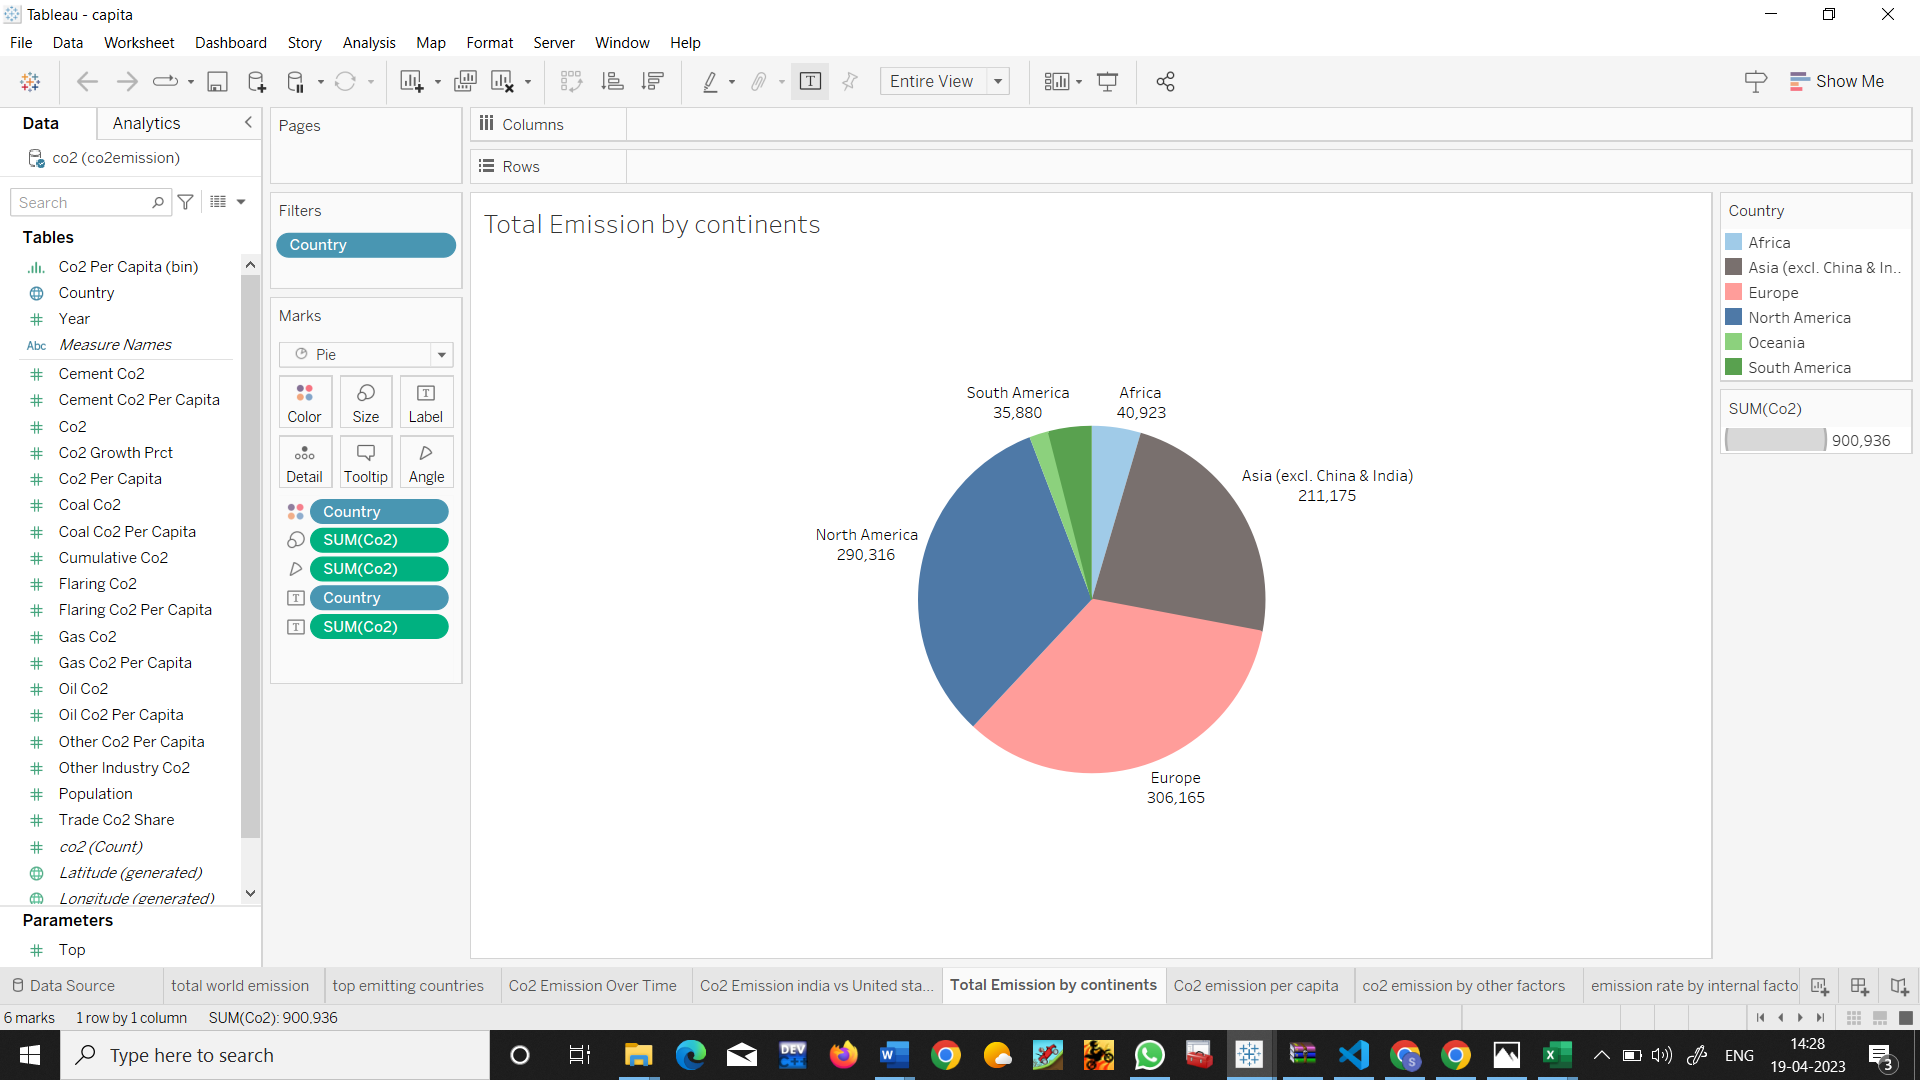 Tableau - capita
File Data Worksheet Dashboard Story Analysis Map Format Server Window Help
Entire View
Show Me
Data Analytics
co2 (co2emission)
Search
Tables
Co2 Per Capita (bin)
Country
Year
Abc Measure Names
Cement Co2
Cement Co2 Per Capita
Co2
Co2 Growth Prct
Co2 Per Capita
Coal Co2
Coal Co2 Per Capita
Cumulative Co2
Flaring Co2
Flaring Co2 Per Capita
Gas Co2
Gas Co2 Per Capita
Oil Co2
Oil Co2 Per Capita
Other Co2 Per Capita
Other Industry Co2
Population
Trade Co2 Share
co2 (Count)
Latitude (generated)
Longitude (generated)
Parameters
Top
Pages
Filters
Country
Marks
Pie
Color Size Label
Detail Tooltip Angle
Country
SUM(Co2)
SUM(Co2)
Country
SUM(Co2)
Columns
Rows
Total Emission by continents
South America
35,880
Africa
40,923
Asia (excl. China & India)
211,175
North America
290,316
Europe
306,165
Country
Africa
Asia (excl. China & In..
Europe
North America
Oceania
South America
SUM(Co2)
900,936
Data Source total world emission top emitting countries Co2 Emission Over Time Co2 Emission india vs United sta... Total Emission by continents Co2 emission per capita co2 emission by other factors emission rate by internal facto
6 marks 1 row by 1 column SUM(Co2): 900,936
Type here to search
DEV
C++
ENG
14:28
19-04-2023
3